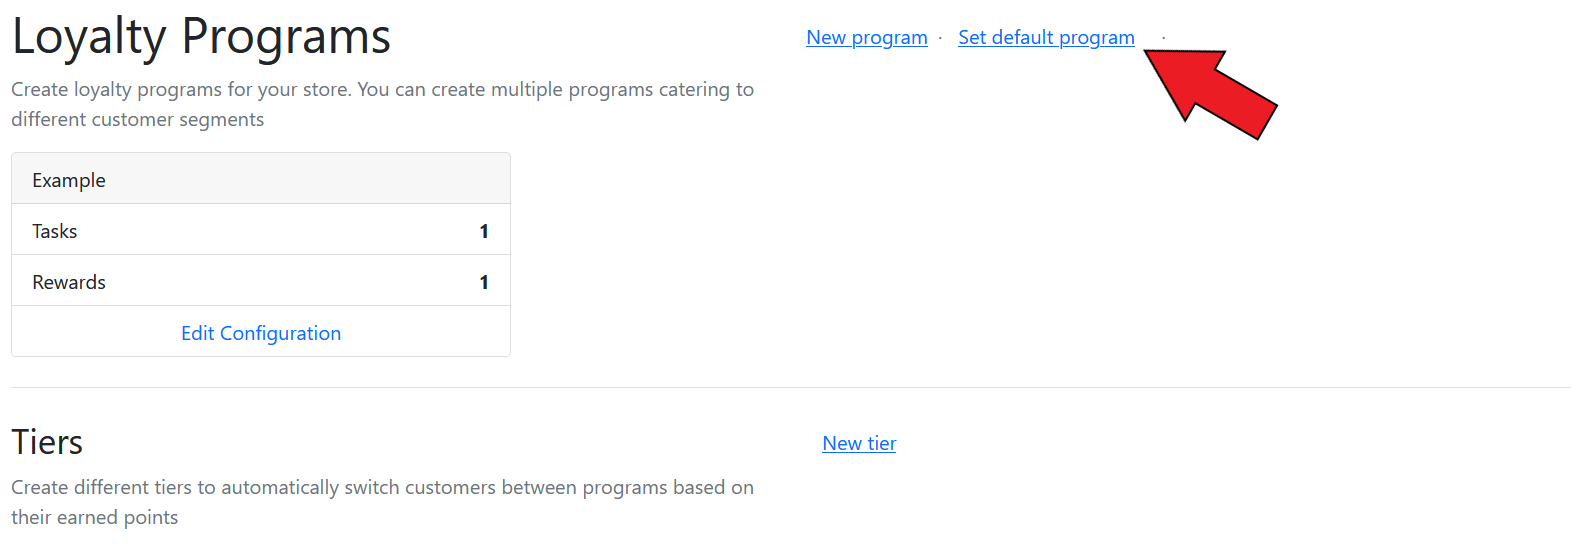 Loyalty Programs
New program · Set default program ·
Create loyalty programs for your store. You can create multiple programs catering to
different customer segments
Example
Tasks 1
Rewards 1
Edit Configuration
Tiers
New tier
Create different tiers to automatically switch customers between programs based on
their earned points